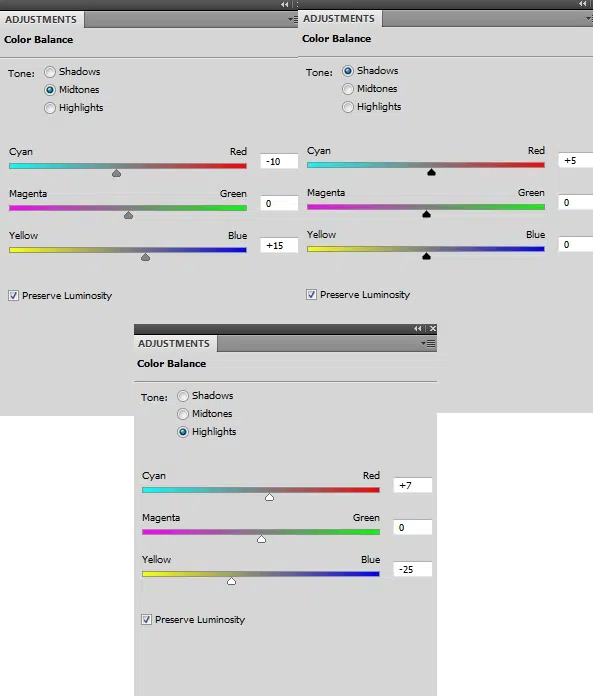 ADJUSTMENTS
Color Balance
Tone:
Shadows
Midtones
Highlights
Cyan Red -10
Magenta Green 0
Yellow Blue +15
Preserve Luminosity
ADJUSTMENTS
Color Balance
Tone:
Shadows
Midtones
Highlights
Cyan Red +5
Magenta Green 0
Yellow Blue 0
Preserve Luminosity
ADJUSTMENTS
Color Balance
Tone:
Shadows
Midtones
Highlights
Cyan Red +7
Magenta Green 0
Yellow Blue -25
Preserve Luminosity